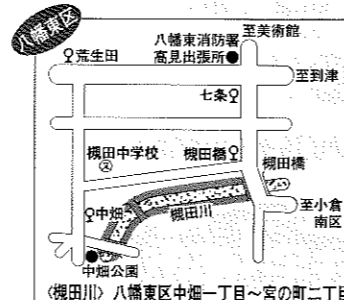 八幡東区
至美術館
八幡東消防署
高見出張所
荒生田
至到津
七条
槻田中学校
文
槻田橋
槻田橋
中畑
槻田川
至小倉
南区
中畑公園
〈槻田川〉八幡東区中畑一丁目～宮の町二丁目